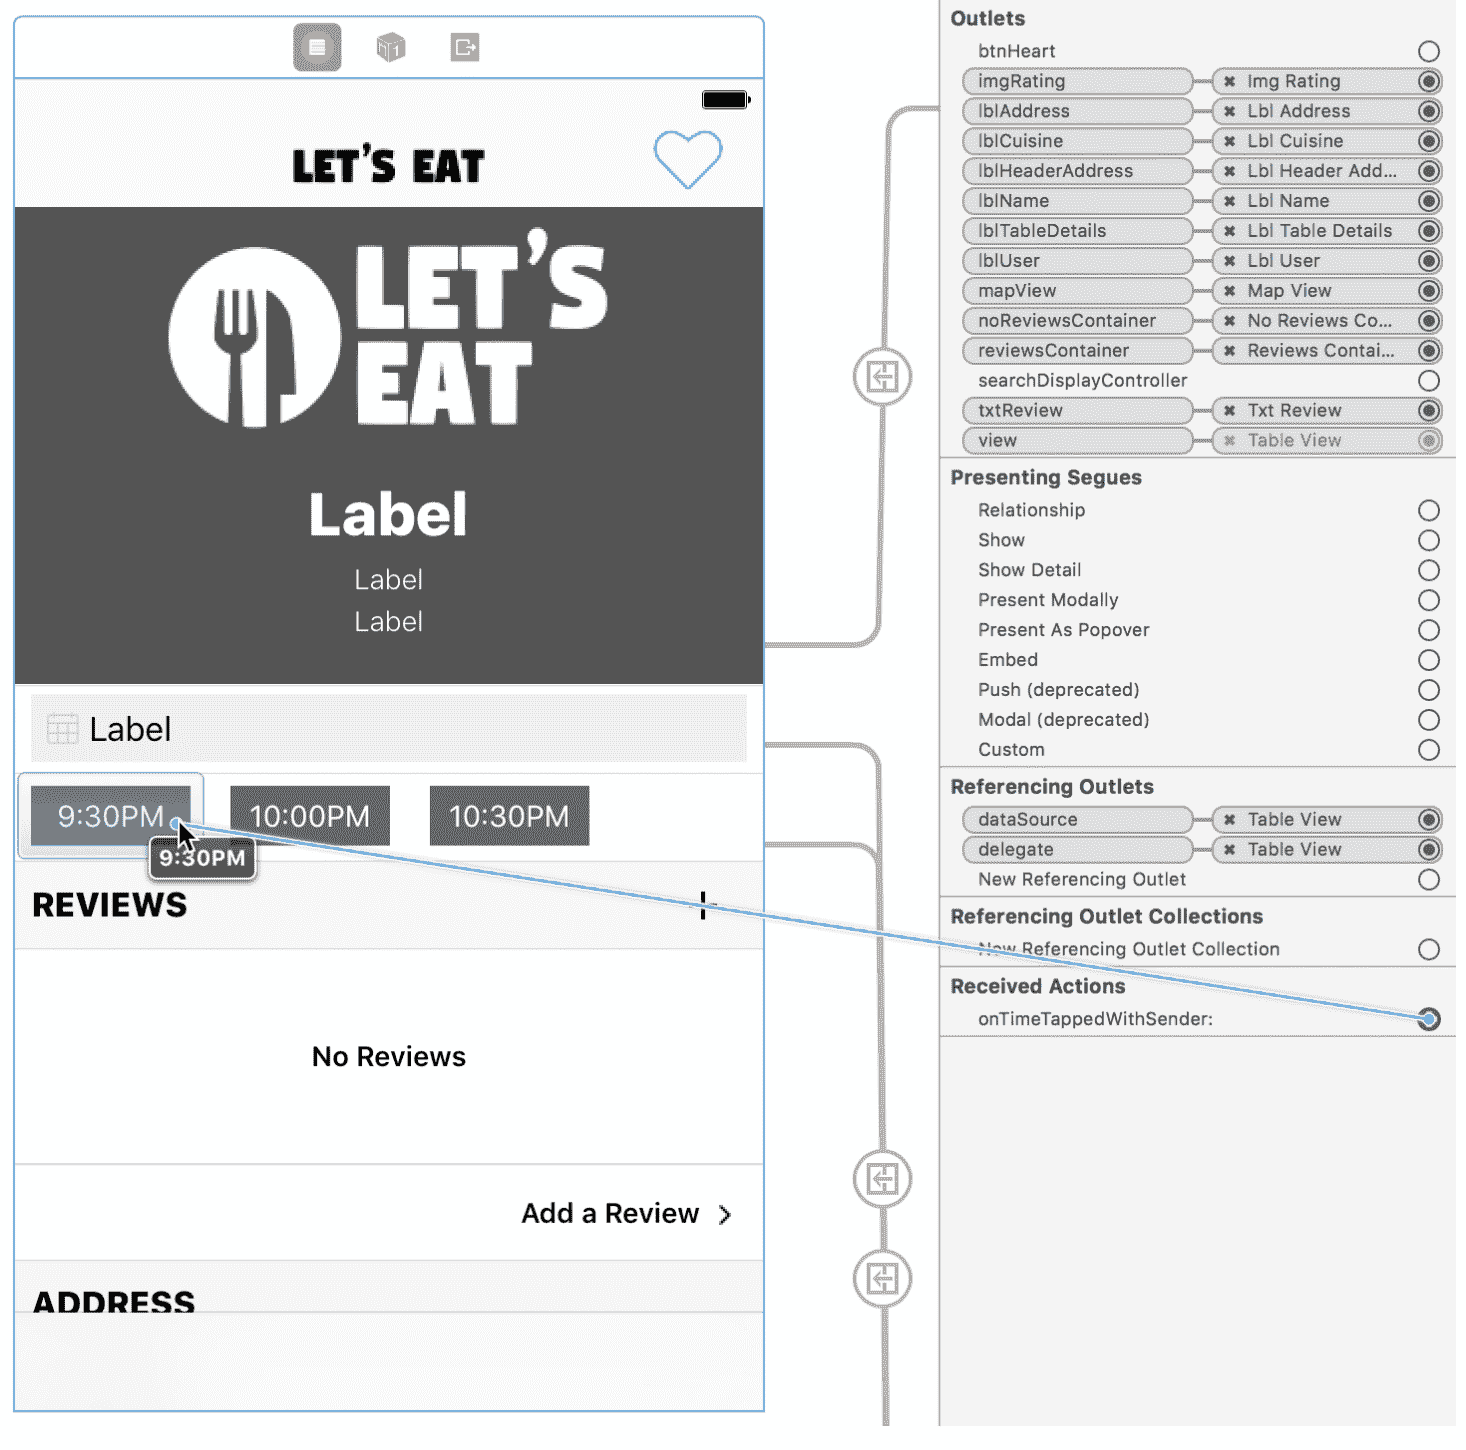 LET'S EAT
LET'S
EAT
Label
Label
Label
Label
9:30PM 10:00PM 10:30PM
9:30PM
REVIEWS
No Reviews
Add a Review
ADDRESS
Outlets
btnHeart
imgRating Img Rating
lblAddress Lbl Address
lblCuisine Lbl Cuisine
lblHeaderAddress Lbl Header Add...
lblName Lbl Name
lblTableDetails Lbl Table Details
lblUser Lbl User
mapView Map View
noReviewsContainer No Reviews Co...
reviewsContainer Reviews Contai...
searchDisplayController
txtReview Txt Review
view Table View
Presenting Segues
Relationship
Show
Show Detail
Present Modally
Present As Popover
Embed
Push (deprecated)
Modal (deprecated)
Custom
Referencing Outlets
dataSource Table View
delegate Table View
New Referencing Outlet
Referencing Outlet Collections
New Referencing Outlet Collection
Received Actions
onTimeTappedWithSender: